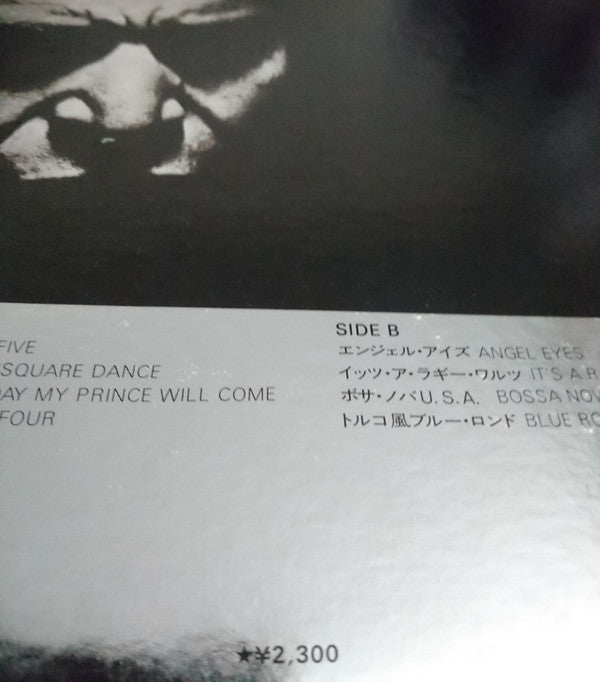 FIVE
SQUARE DANCE
DAY MY PRINCE WILL COME
FOUR
SIDE B
エンジェル・アイズ ANGEL EYES
イッツ・ア・ラギー・ワルツ IT'S A R
ボサ・ノバU.S.A. BOSSA NOV
トルコ風ブルー・ロンド BLUE RO
★¥2,300